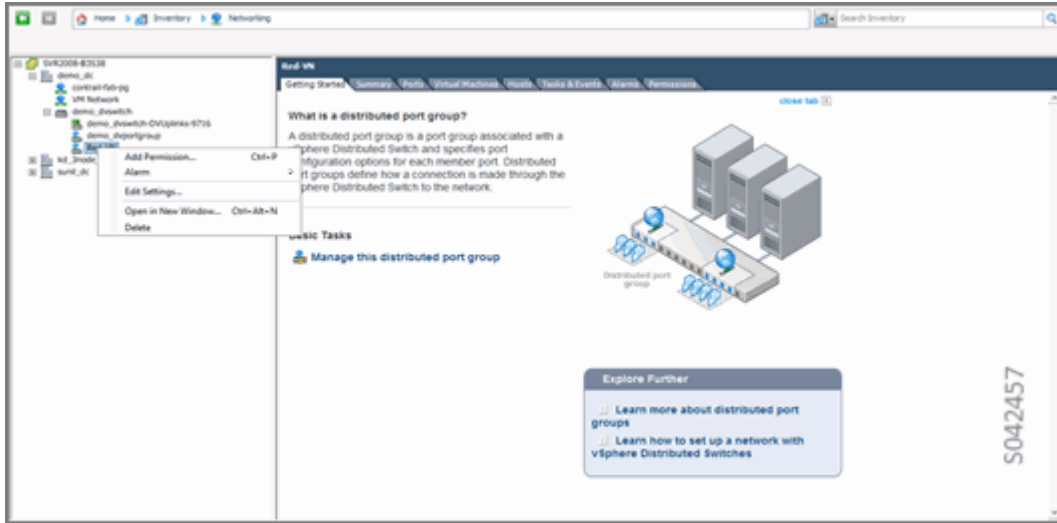 Home Inventory Networking
Search Inventory
SVR2008-B3S38
demo_dc
contrail-fab-pg
VM Network
demo_dvswitch
demo_dvswitch-DVUplinks-9716
demo_dvportgroup
Red-VN
kd_3node
sunil_dc
Add Permission... Ctrl+P
Alarm
Edit Settings...
Open in New Window... Ctrl+Alt+N
Delete
Red-VN
Getting Started Summary Ports Virtual Machines Hosts Tasks & Events Alarms Permissions
close tab
What is a distributed port group?
A distributed port group is a port group associated with a
vSphere Distributed Switch and specifies port
configuration options for each member port. Distributed
port groups define how a connection is made through the
vSphere Distributed Switch to the network.
Basic Tasks
Manage this distributed port group
Distributed port
group
Explore Further
Learn more about distributed port
groups
Learn how to set up a network with
vSphere Distributed Switches
S042457